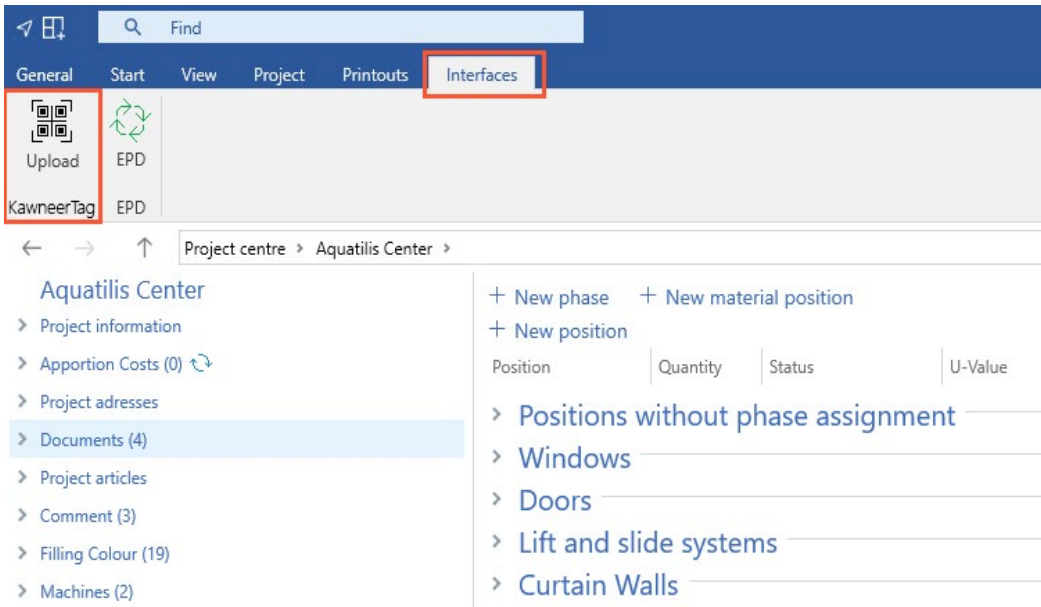 Find
General Start View Project Printouts Interfaces
Upload EPD
KawneerTag EPD
Project centre > Aquatilis Center >
Aquatilis Center
Project information
Apportion Costs (0)
Project adresses
Documents (4)
Project articles
Comment (3)
Filling Colour (19)
Machines (2)
+ New phase + New material position
+ New position
Position Quantity Status U-Value
Positions without phase assignment
Windows
Doors
Lift and slide systems
Curtain Walls